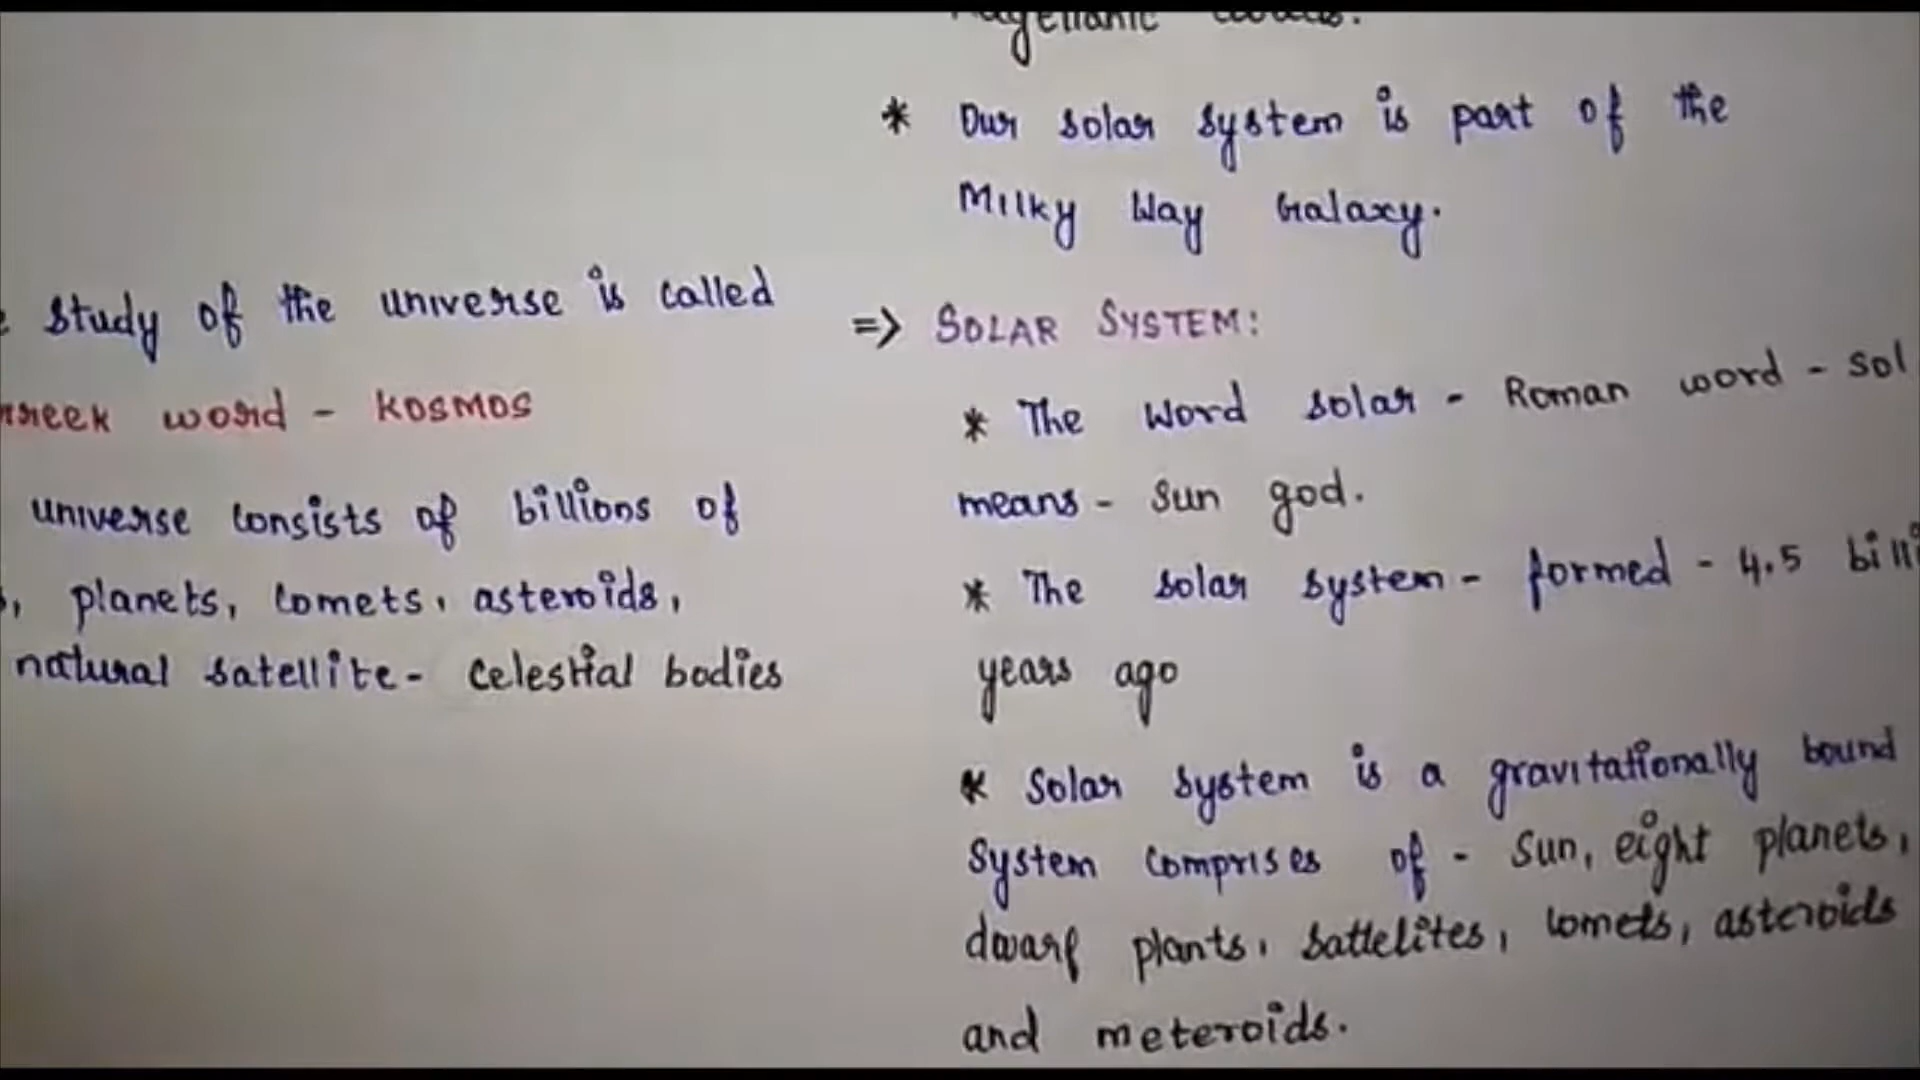 study of the universe is called
word - KOSMOS
universe consists of billions of
planets, comets, asteroids,
natural satellite - celestial bodies
* Our solar system is part of the
Milky Way Galaxy.
=> SOLAR SYSTEM:
* The word solar - Roman word - sol
means - sun god.
* The solar system - formed - 4.5
years ago
* Solar system is a gravitationally bound
system comprises of - sun, eight planets,
dwarf plants, sattelites, comets, asteroids
and meteroids.